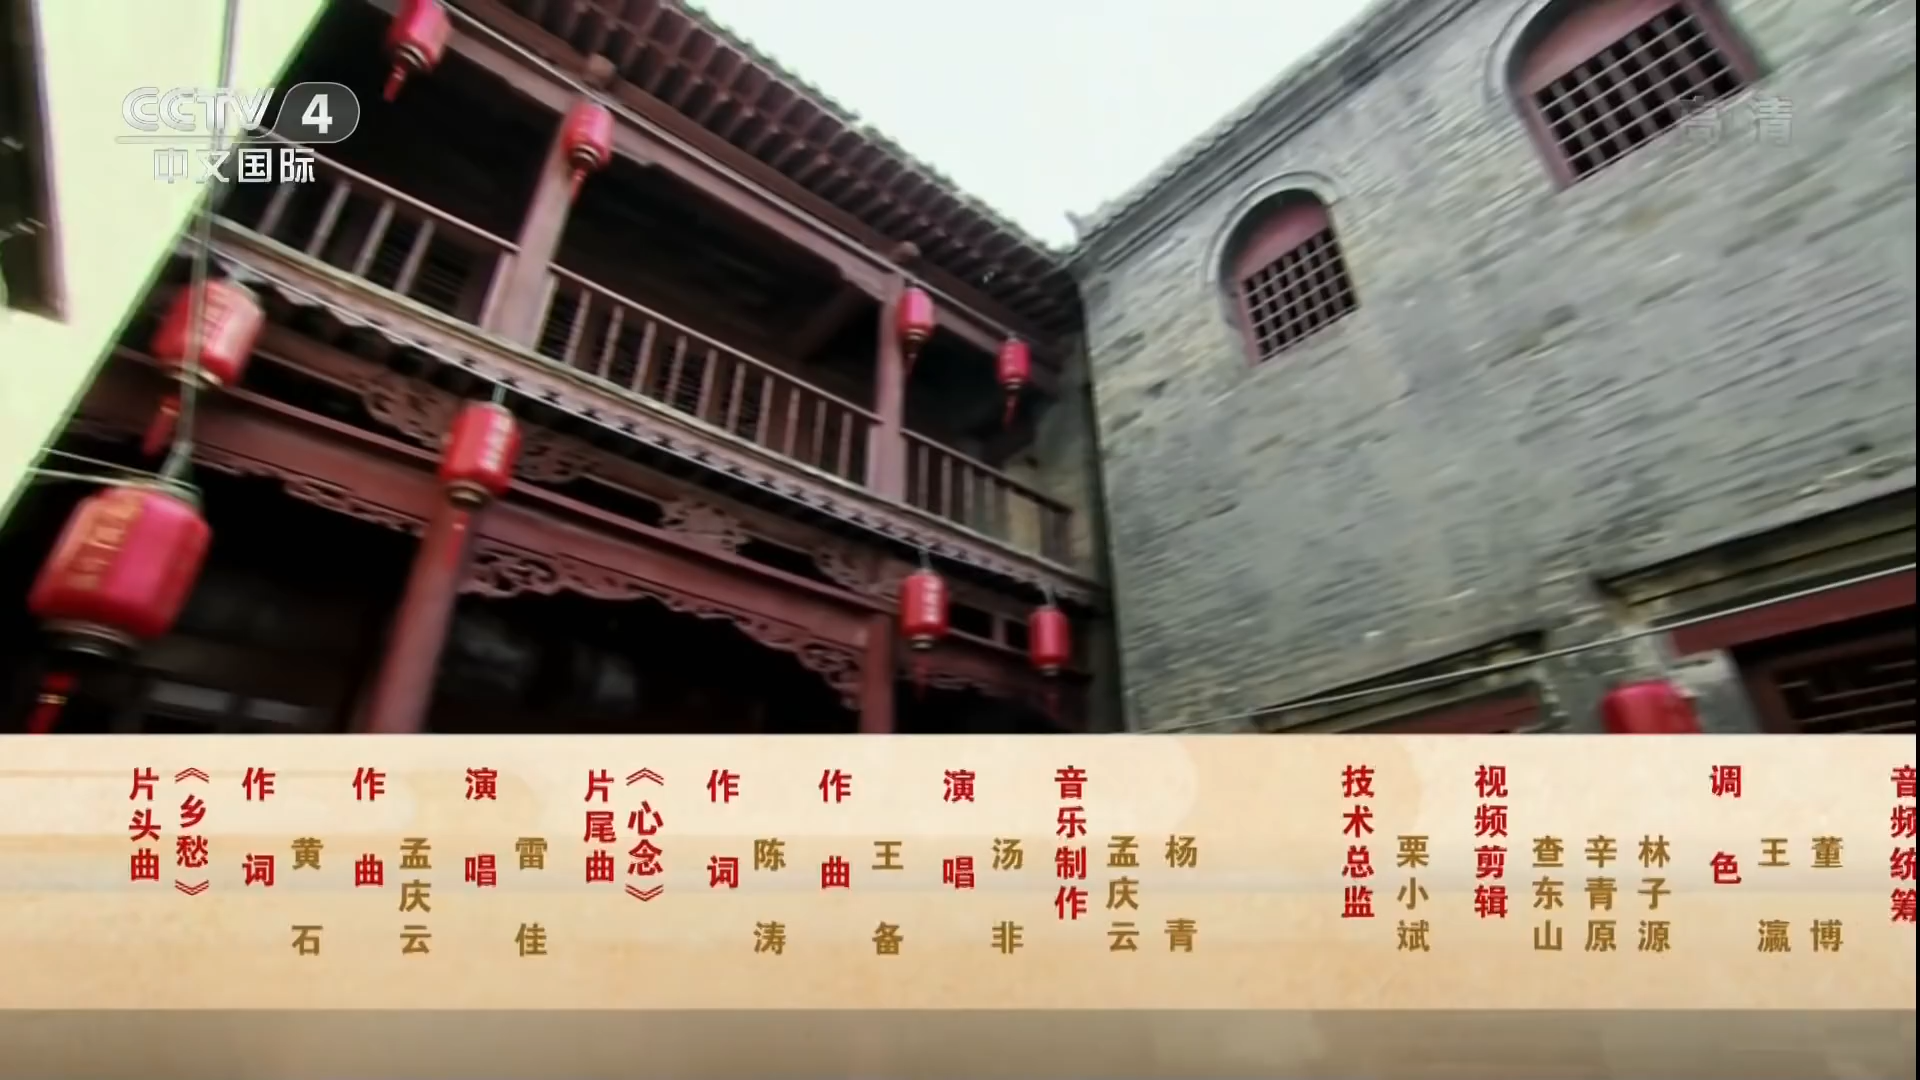 CCTV 4
中文国际
高清
片头曲
《乡愁》
作词
黄石
作曲
孟庆云
演唱
雷佳
片尾曲
《心念》
作词
陈涛
作曲
王备
演唱
汤非
音乐制作
孟庆云
杨青
技术总监
栗小斌
视频剪辑
查东山
辛青原
林子源
调色
王瀛
董博
音频统筹